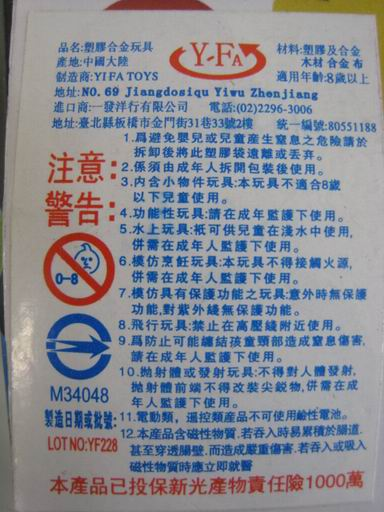 品名:塑膠合金玩具
產地:中國大陸
製造商:YI FA TOYS
Y-FA
材料:塑膠及合金
木材 合金 布
適用年齡:8歲以上
地址:NO.69 Jiangdosiqu Yiwu Zhenjiang
進口商:一發洋行有限公司 電話:(02)2296-3006
地址:臺北縣板橋市金門街31巷33號2樓 統一編號:80551188
注意:
警告:
1.爲避免嬰兒或兒童產生窒息之危險請於
拆卸後將此塑膠袋遠離或丟弃。
2.係須由成年人拆開包裝後使用。
3.内含小物件玩具:本玩具不適合8歲
以下兒童使用。
4.功能性玩具:請在成年人監護下使用。
5.水上玩具:衹可供兒童在淺水中使用,
併需在成年人監護下使用。
6.模仿烹飪玩具:本玩具不得接觸火源,
併需在成年人監護下使用。
7.模仿具有保護功能之玩具:意外時無保護
功能,對紫外綫無保護功能。
8.飛行玩具:禁止在高壓綫附近使用。
9.爲防止可能纏結孩童頸部造成窒息傷害,
請在成年人監護下使用。
10.拋射體或發射玩具:不得對人體發射,
拋射體前端不得改裝尖銳物,併需在成
年人監護下使用。
11.電動類，遥控類産品不可使用鹼性電池。
12.本産品含磁性物質,若吞入時易累積於腸道,
甚至穿透腸壁,而造成嚴重傷害,若吞入或吸入
磁性物質時應立即就醫
0-8
M34048
製造日期或批號:
LOT NO:YF228
本產品已投保新光產物責任險1000萬